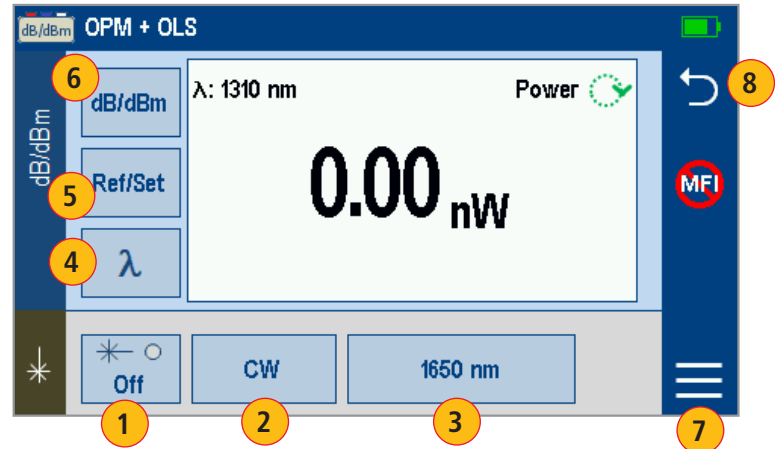 dB/dBm OPM + OLS
6
dB/dBm
λ: 1310 nm
Power
8
dB/dBm
5
Ref/Set
0.00 nW
MFI
4
λ
Off
CW
1650 nm
1
2
3
7